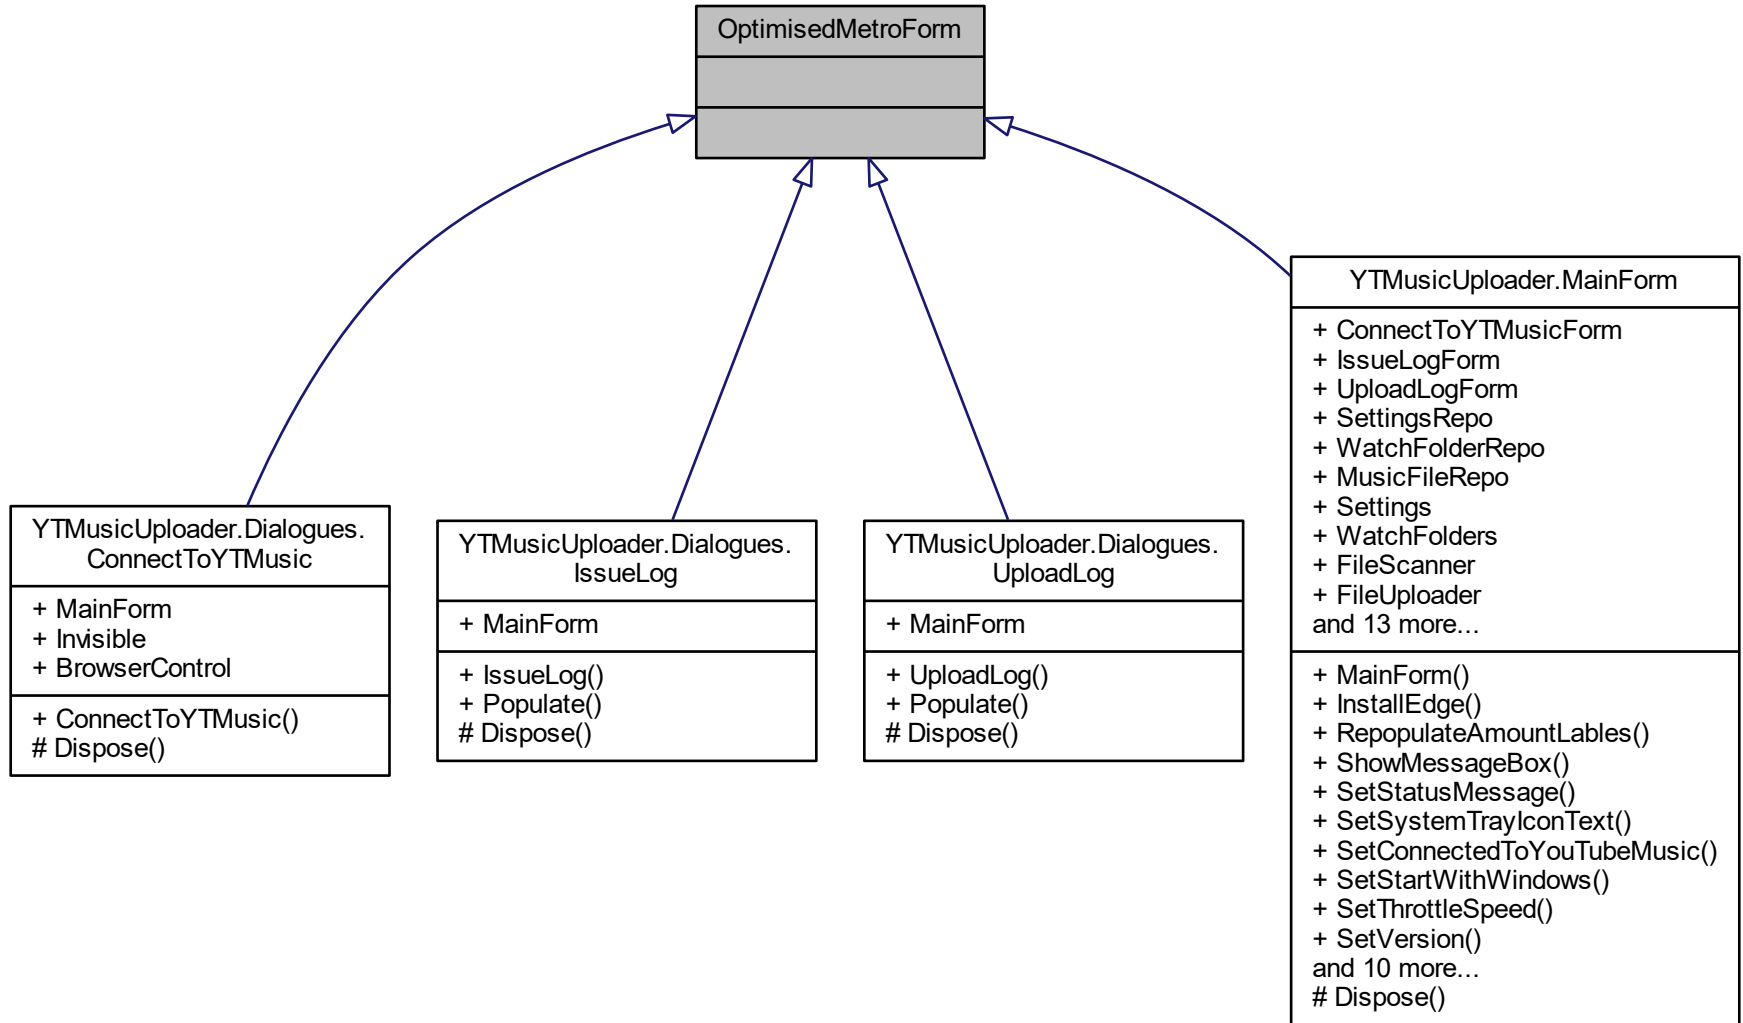 OptimisedMetroForm
YTMusicUploader.Dialogues.
ConnectToYTMusic
+ MainForm
+ Invisible
+ BrowserControl
+ ConnectToYTMusic()
# Dispose()
YTMusicUploader.Dialogues.
IssueLog
+ MainForm
+ IssueLog()
+ Populate()
# Dispose()
YTMusicUploader.Dialogues.
UploadLog
+ MainForm
+ UploadLog()
+ Populate()
# Dispose()
YTMusicUploader.MainForm
+ ConnectToYTMusicForm
+ IssueLogForm
+ UploadLogForm
+ SettingsRepo
+ WatchFolderRepo
+ MusicFileRepo
+ Settings
+ WatchFolders
+ FileScanner
+ FileUploader
and 13 more...
+ MainForm()
+ InstallEdge()
+ RepopulateAmountLables()
+ ShowMessageBox()
+ SetStatusMessage()
+ SetSystemTrayIconText()
+ SetConnectedToYouTubeMusic()
+ SetStartWithWindows()
+ SetThrottleSpeed()
+ SetVersion()
and 10 more...
# Dispose()